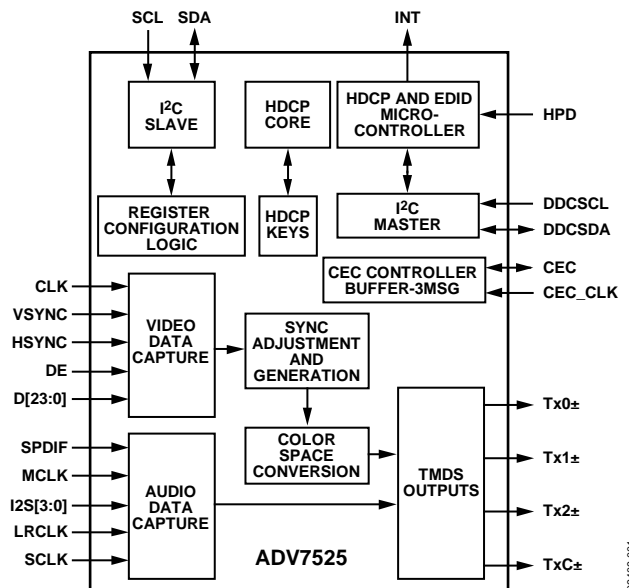 SCL SDA INT
I2C
SLAVE
HDCP
CORE
HDCP AND EDID
MICRO-
CONTROLLER
HPD
REGISTER
CONFIGURATION
LOGIC
HDCP
KEYS
I2C
MASTER
DDCSCL
DDCSDA
CEC CONTROLLER
BUFFER-3MSG
CEC
CEC_CLK
CLK
VSYNC
HSYNC
DE
D[23:0]
VIDEO
DATA
CAPTURE
SYNC
ADJUSTMENT
AND
GENERATION
COLOR
SPACE
CONVERSION
TMDS
OUTPUTS
Tx0±
Tx1±
Tx2±
TxC±
SPDIF
MCLK
I2S[3:0]
LRCLK
SCLK
AUDIO
DATA
CAPTURE
ADV7525